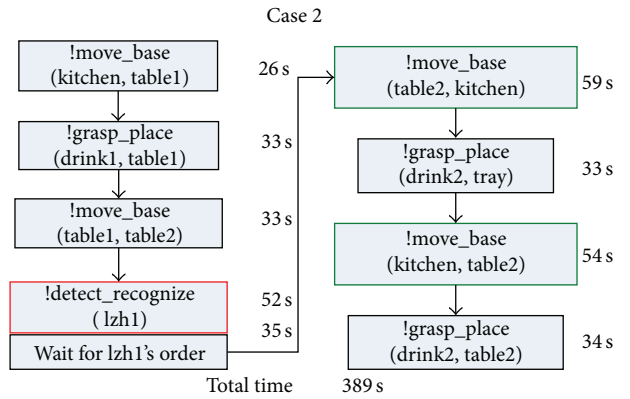 Case 2
!move_base
(kitchen, table1)
26 s
!grasp_place
(drink1, table1)
33 s
!move_base
(table1, table2)
33 s
!detect_recognize
( lzh1)
52 s
Wait for lzh1's order
35 s
!move_base
(table2, kitchen)
59 s
!grasp_place
(drink2, tray)
33 s
!move_base
(kitchen, table2)
54 s
!grasp_place
(drink2, table2)
34 s
Total time 389 s